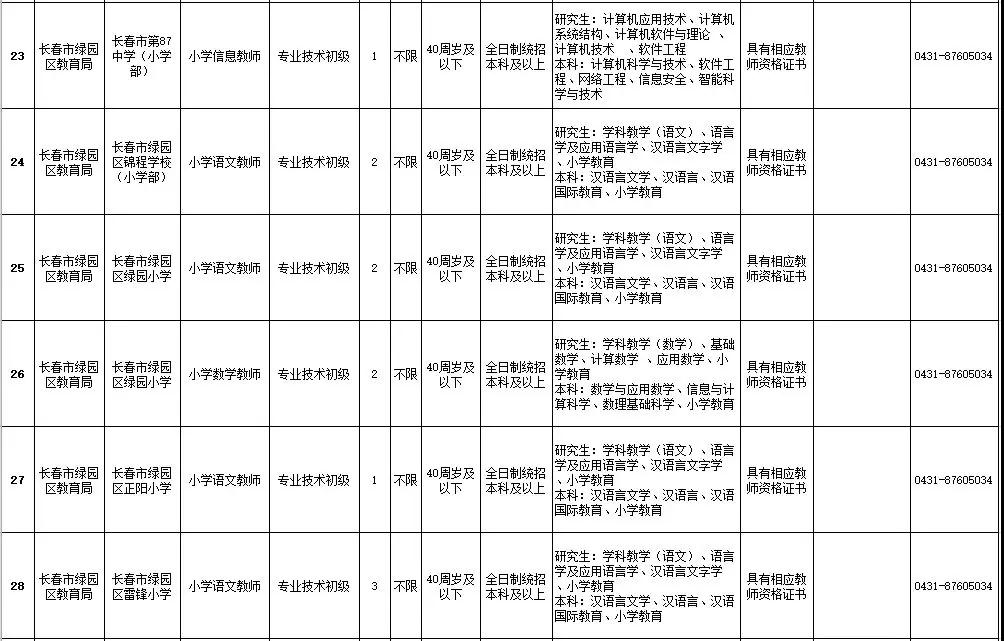 23
长春市绿园
区教育局
长春市第87
中学（小学
部）
小学信息教师
专业技术初级
1
不限
40周岁及
以下
全日制统招
本科及以上
研究生：计算机应用技术、计算机
系统结构、计算机软件与理论 、
计算机技术 、软件工程
本科：计算机科学与技术、软件工
程、网络工程、信息安全、智能科
学与技术
具有相应教
师资格证书
0431-87605034
24
长春市绿园
区教育局
长春市绿园
区锦程学校
（小学部）
小学语文教师
专业技术初级
2
不限
40周岁及
以下
全日制统招
本科及以上
研究生：学科教学（语文）、语言
学及应用语言学、汉语言文字学
、小学教育
本科：汉语言文学、汉语言、汉语
国际教育、小学教育
具有相应教
师资格证书
0431-87605034
25
长春市绿园
区教育局
长春市绿园
区绿园小学
小学语文教师
专业技术初级
2
不限
40周岁及
以下
全日制统招
本科及以上
研究生：学科教学（语文）、语言
学及应用语言学、汉语言文字学
、小学教育
本科：汉语言文学、汉语言、汉语
国际教育、小学教育
具有相应教
师资格证书
0431-87605034
26
长春市绿园
区教育局
长春市绿园
区绿园小学
小学数学教师
专业技术初级
2
不限
40周岁及
以下
全日制统招
本科及以上
研究生：学科教学（数学）、基础
数学、计算数学 、应用数学、小
学教育
本科：数学与应用数学、信息与计
算科学、数理基础科学、小学教育
具有相应教
师资格证书
0431-87605034
27
长春市绿园
区教育局
长春市绿园
区正阳小学
小学语文教师
专业技术初级
1
不限
40周岁及
以下
全日制统招
本科及以上
研究生：学科教学（语文）、语言
学及应用语言学、汉语言文字学
、小学教育
本科：汉语言文学、汉语言、汉语
国际教育、小学教育
具有相应教
师资格证书
0431-87605034
28
长春市绿园
区教育局
长春市绿园
区雷锋小学
小学语文教师
专业技术初级
3
不限
40周岁及
以下
全日制统招
本科及以上
研究生：学科教学（语文）、语言
学及应用语言学、汉语言文字学
、小学教育
本科：汉语言文学、汉语言、汉语
国际教育、小学教育
具有相应教
师资格证书
0431-87605034